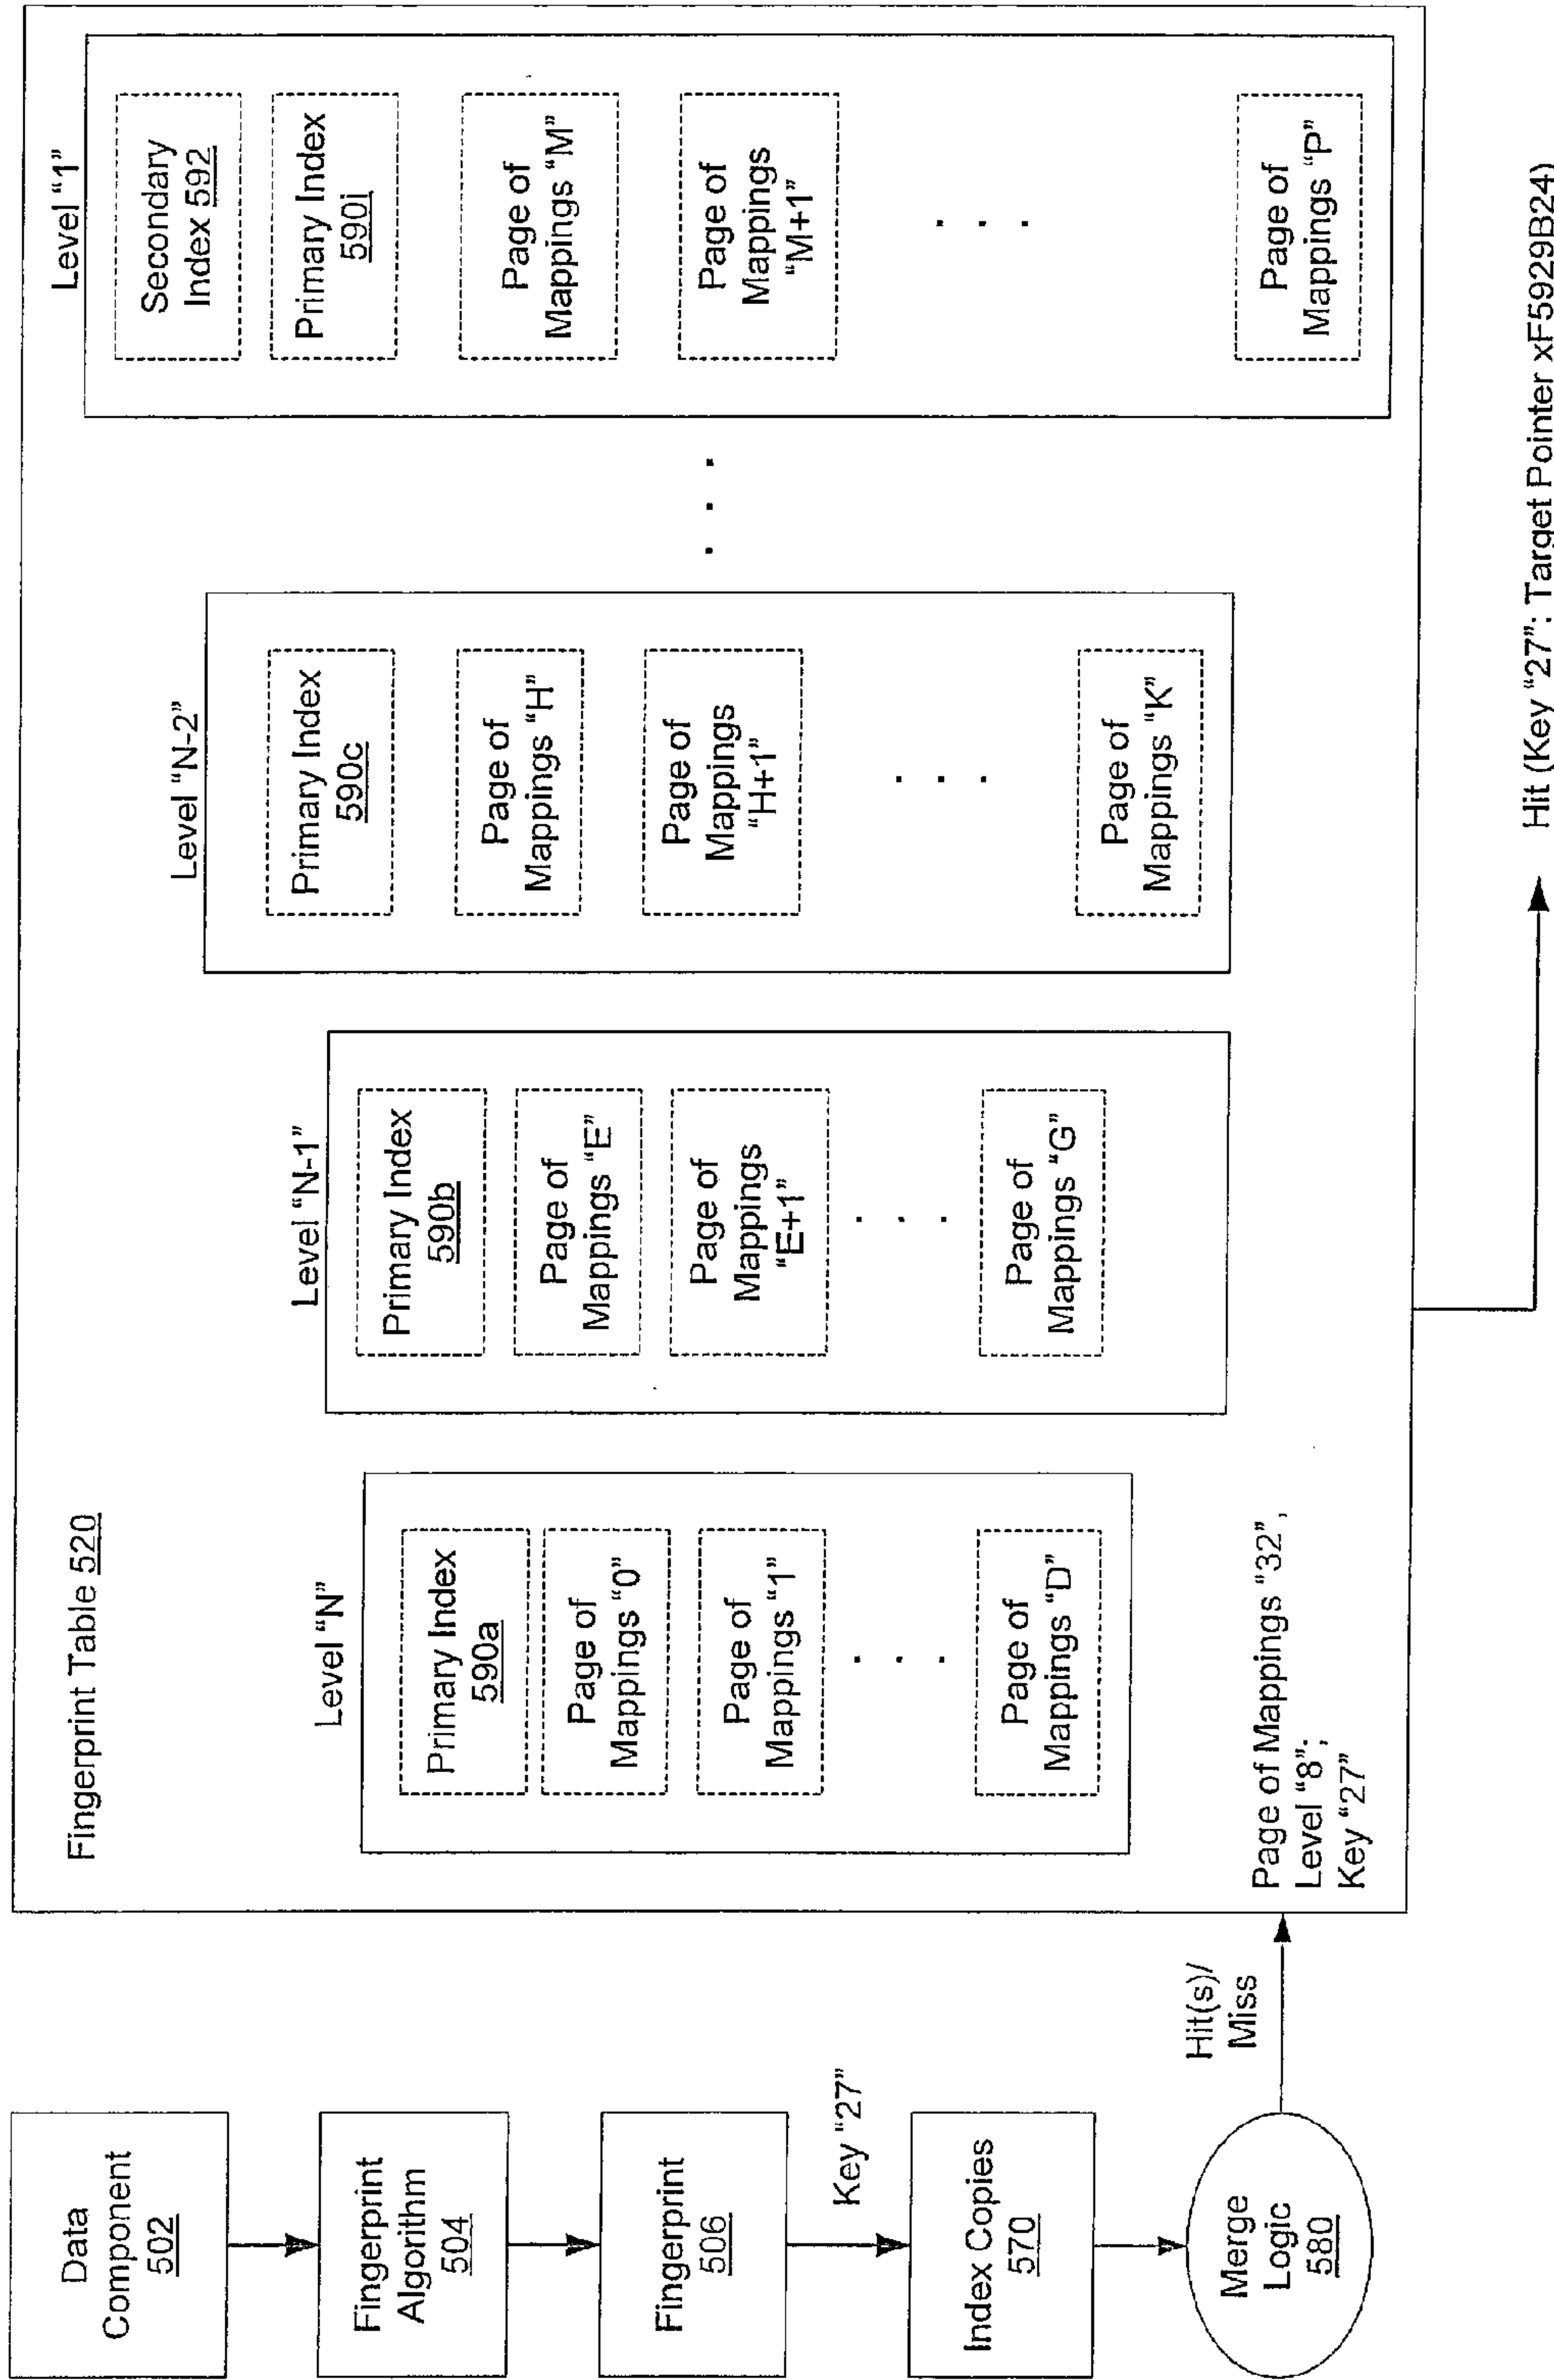 Data
Component
502
Fingerprint
Algorithm
504
Fingerprint
506
Key “27”
Index Copies
570
Merge
Logic
580
Hit(s)/
Miss
Fingerprint Table 520
Level “N”
Primary Index
590a
Page of
Mappings “0”
Page of
Mappings “1”
. . .
Page of
Mappings “D”
Level “N-1”
Primary Index
590b
Page of
Mappings “E”
Page of
Mappings
“E+1”
. . .
Page of
Mappings “G”
Level “N-2”
Primary Index
590c
Page of
Mappings “H”
Page of
Mappings
“H+1”
. . .
Page of
Mappings “K”
. . .
Level “1”
Secondary
Index 592
Primary Index
590j
Page of
Mappings “M”
Page of
Mappings
“M+1”
. . .
Page of
Mappings “P”
Page of Mappings “32”,
Level “8”;
Key “27”
Hit (Key “27”: Target Pointer xF5929B24)